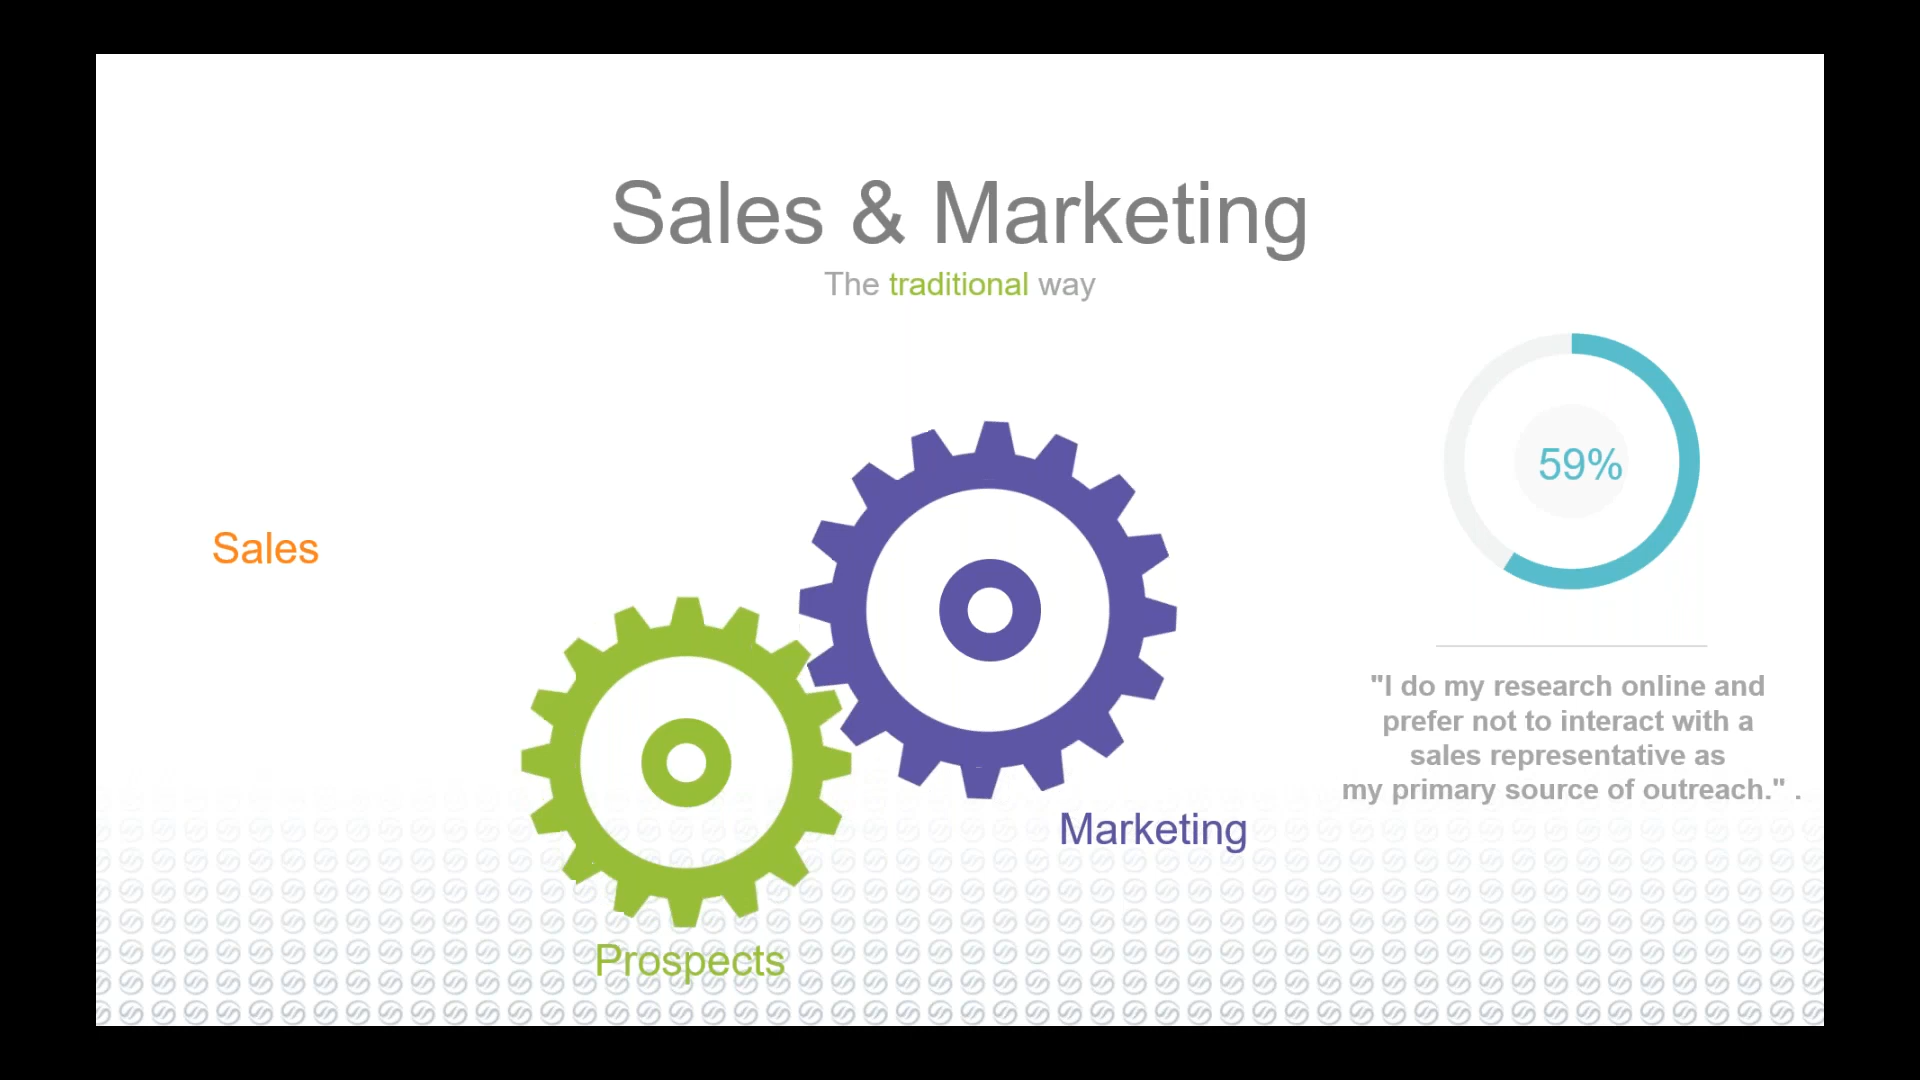 Sales & Marketing
The traditional way
59%
Sales
"I do my research online and
prefer not to interact with a
sales representative as
my primary source of outreach." .
Marketing
Prospects